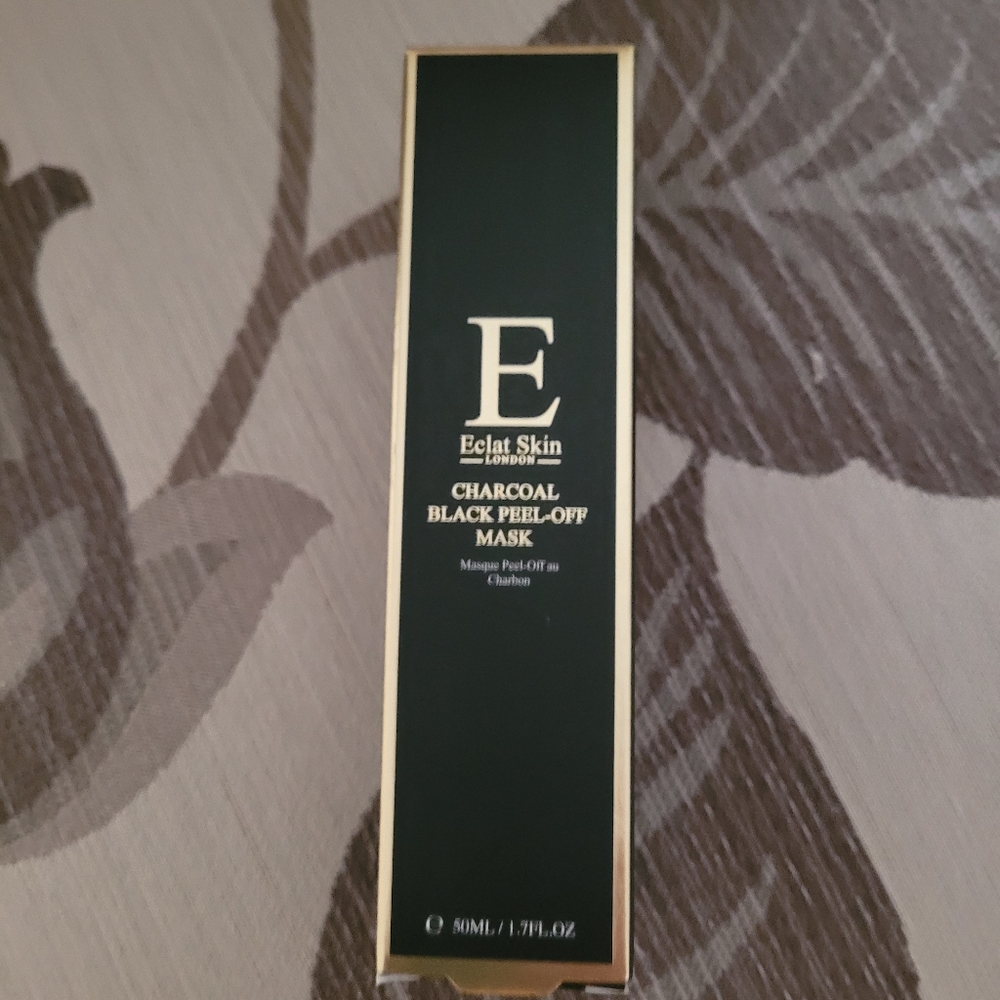 E
Eclat Skin
LONDON
CHARCOAL
BLACK PEEL-OFF
MASK
Masque Peel-Off au
Charbon
℮ 50ML / 1.7FL.OZ